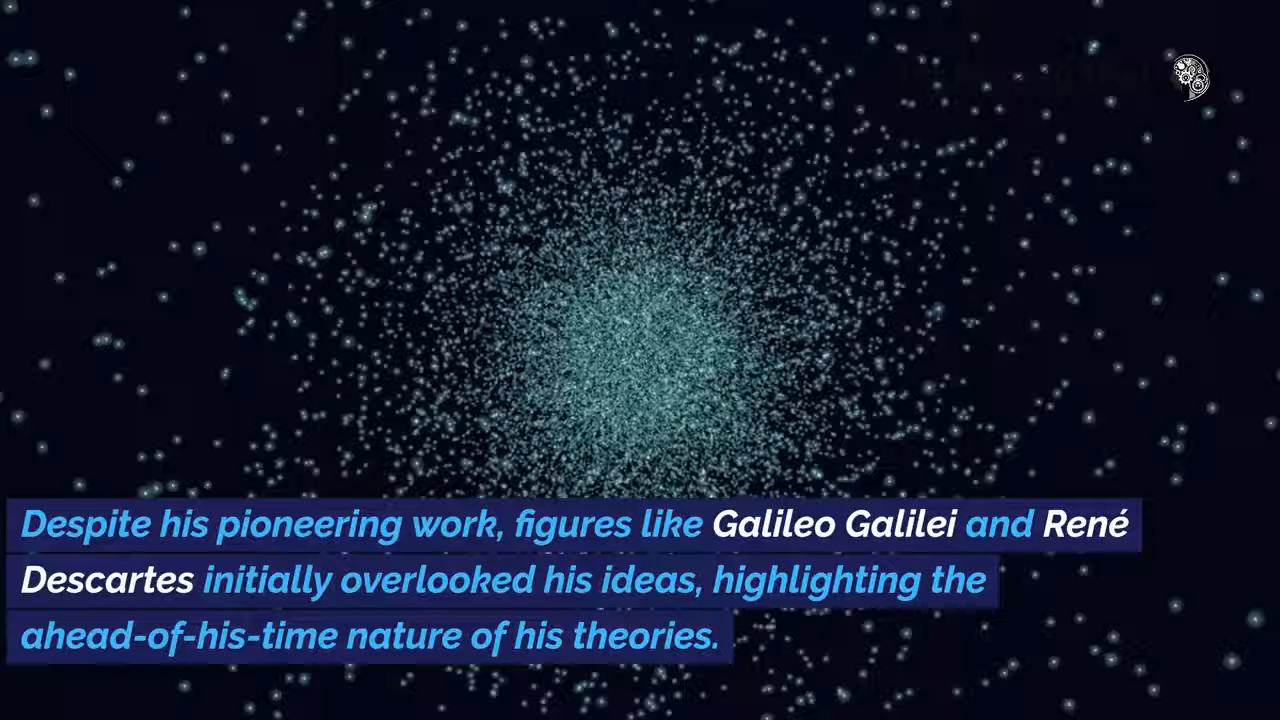 Despite his pioneering work, figures like Galileo Galilei and René
Descartes initially overlooked his ideas, highlighting the
ahead-of-his-time nature of his theories.